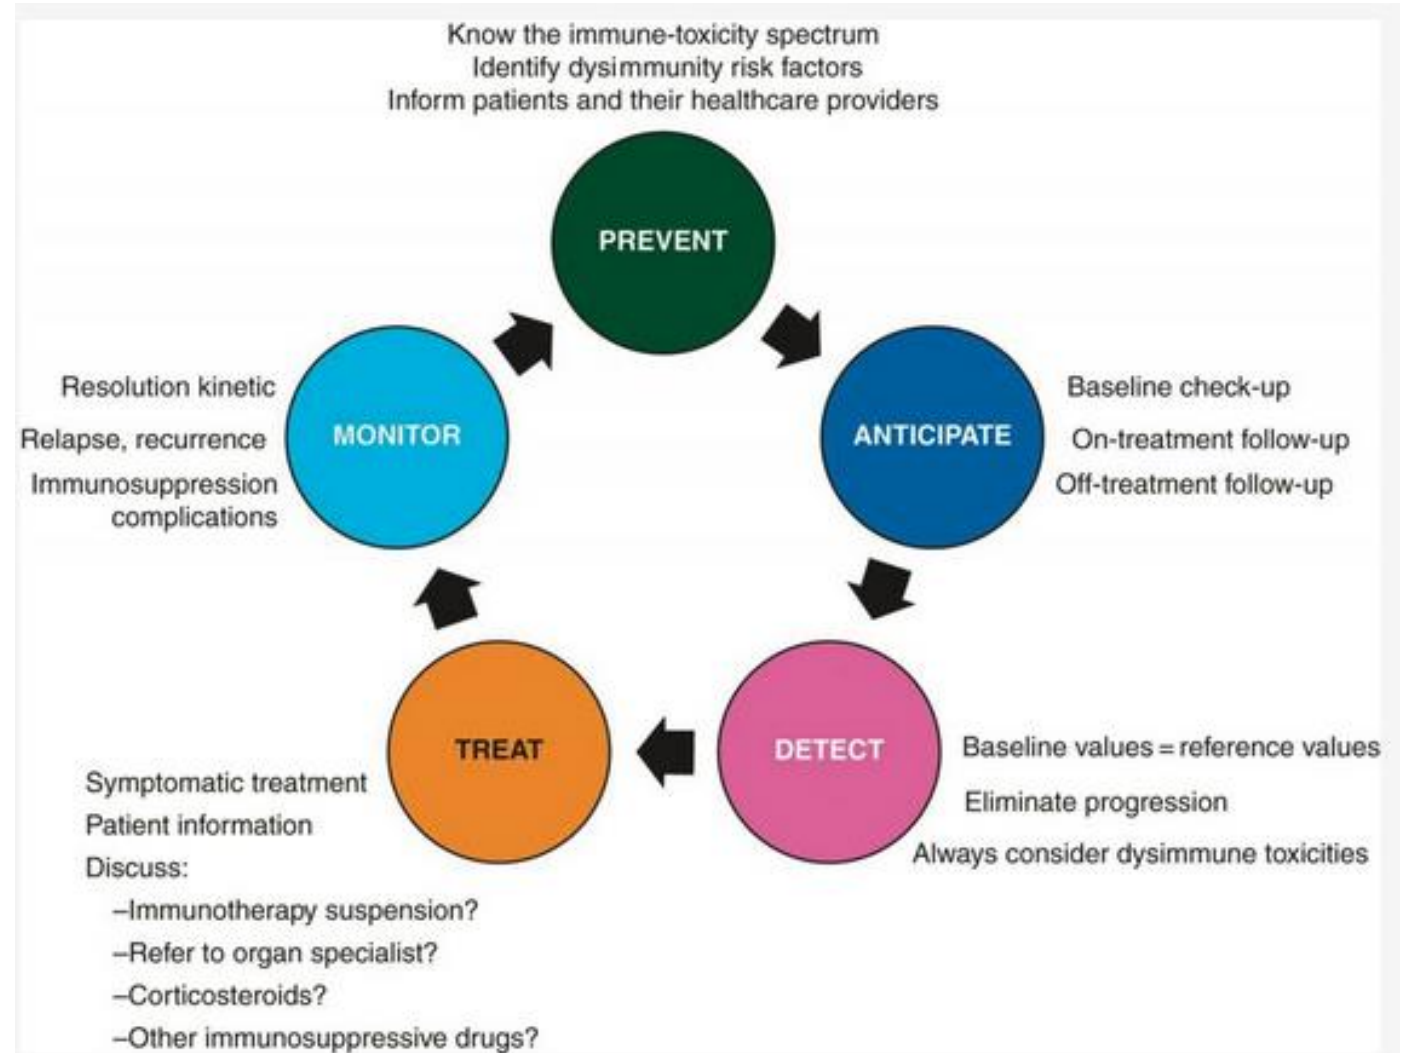 Know the immune-toxicity spectrum
Identify dysimmunity risk factors
Inform patients and their healthcare providers
PREVENT
ANTICIPATE
Baseline check-up
On-treatment follow-up
Off-treatment follow-up
DETECT
Baseline values = reference values
Eliminate progression
Always consider dysimmune toxicities
TREAT
Symptomatic treatment
Patient information
Discuss:
–Immunotherapy suspension?
–Refer to organ specialist?
–Corticosteroids?
–Other immunosuppressive drugs?
MONITOR
Resolution kinetic
Relapse, recurrence
Immunosuppression
complications